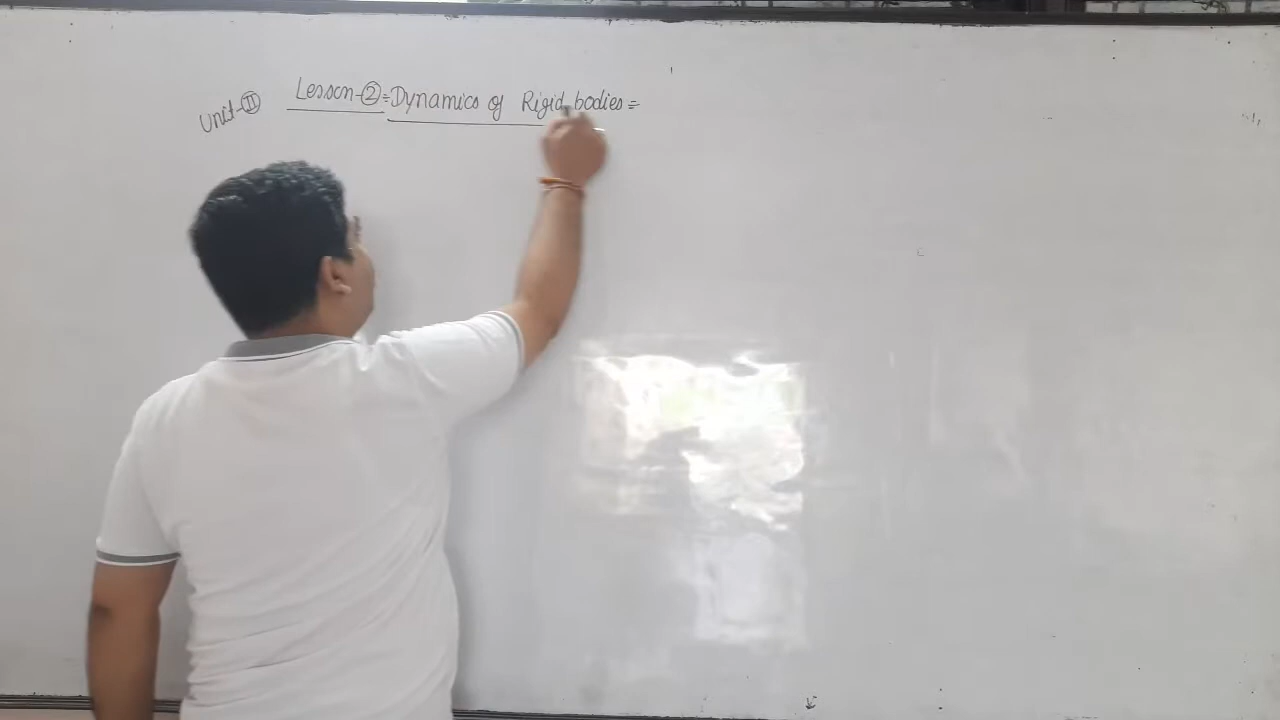 Unit-II Lesson-2 = Dynamics of Rigid bodies =